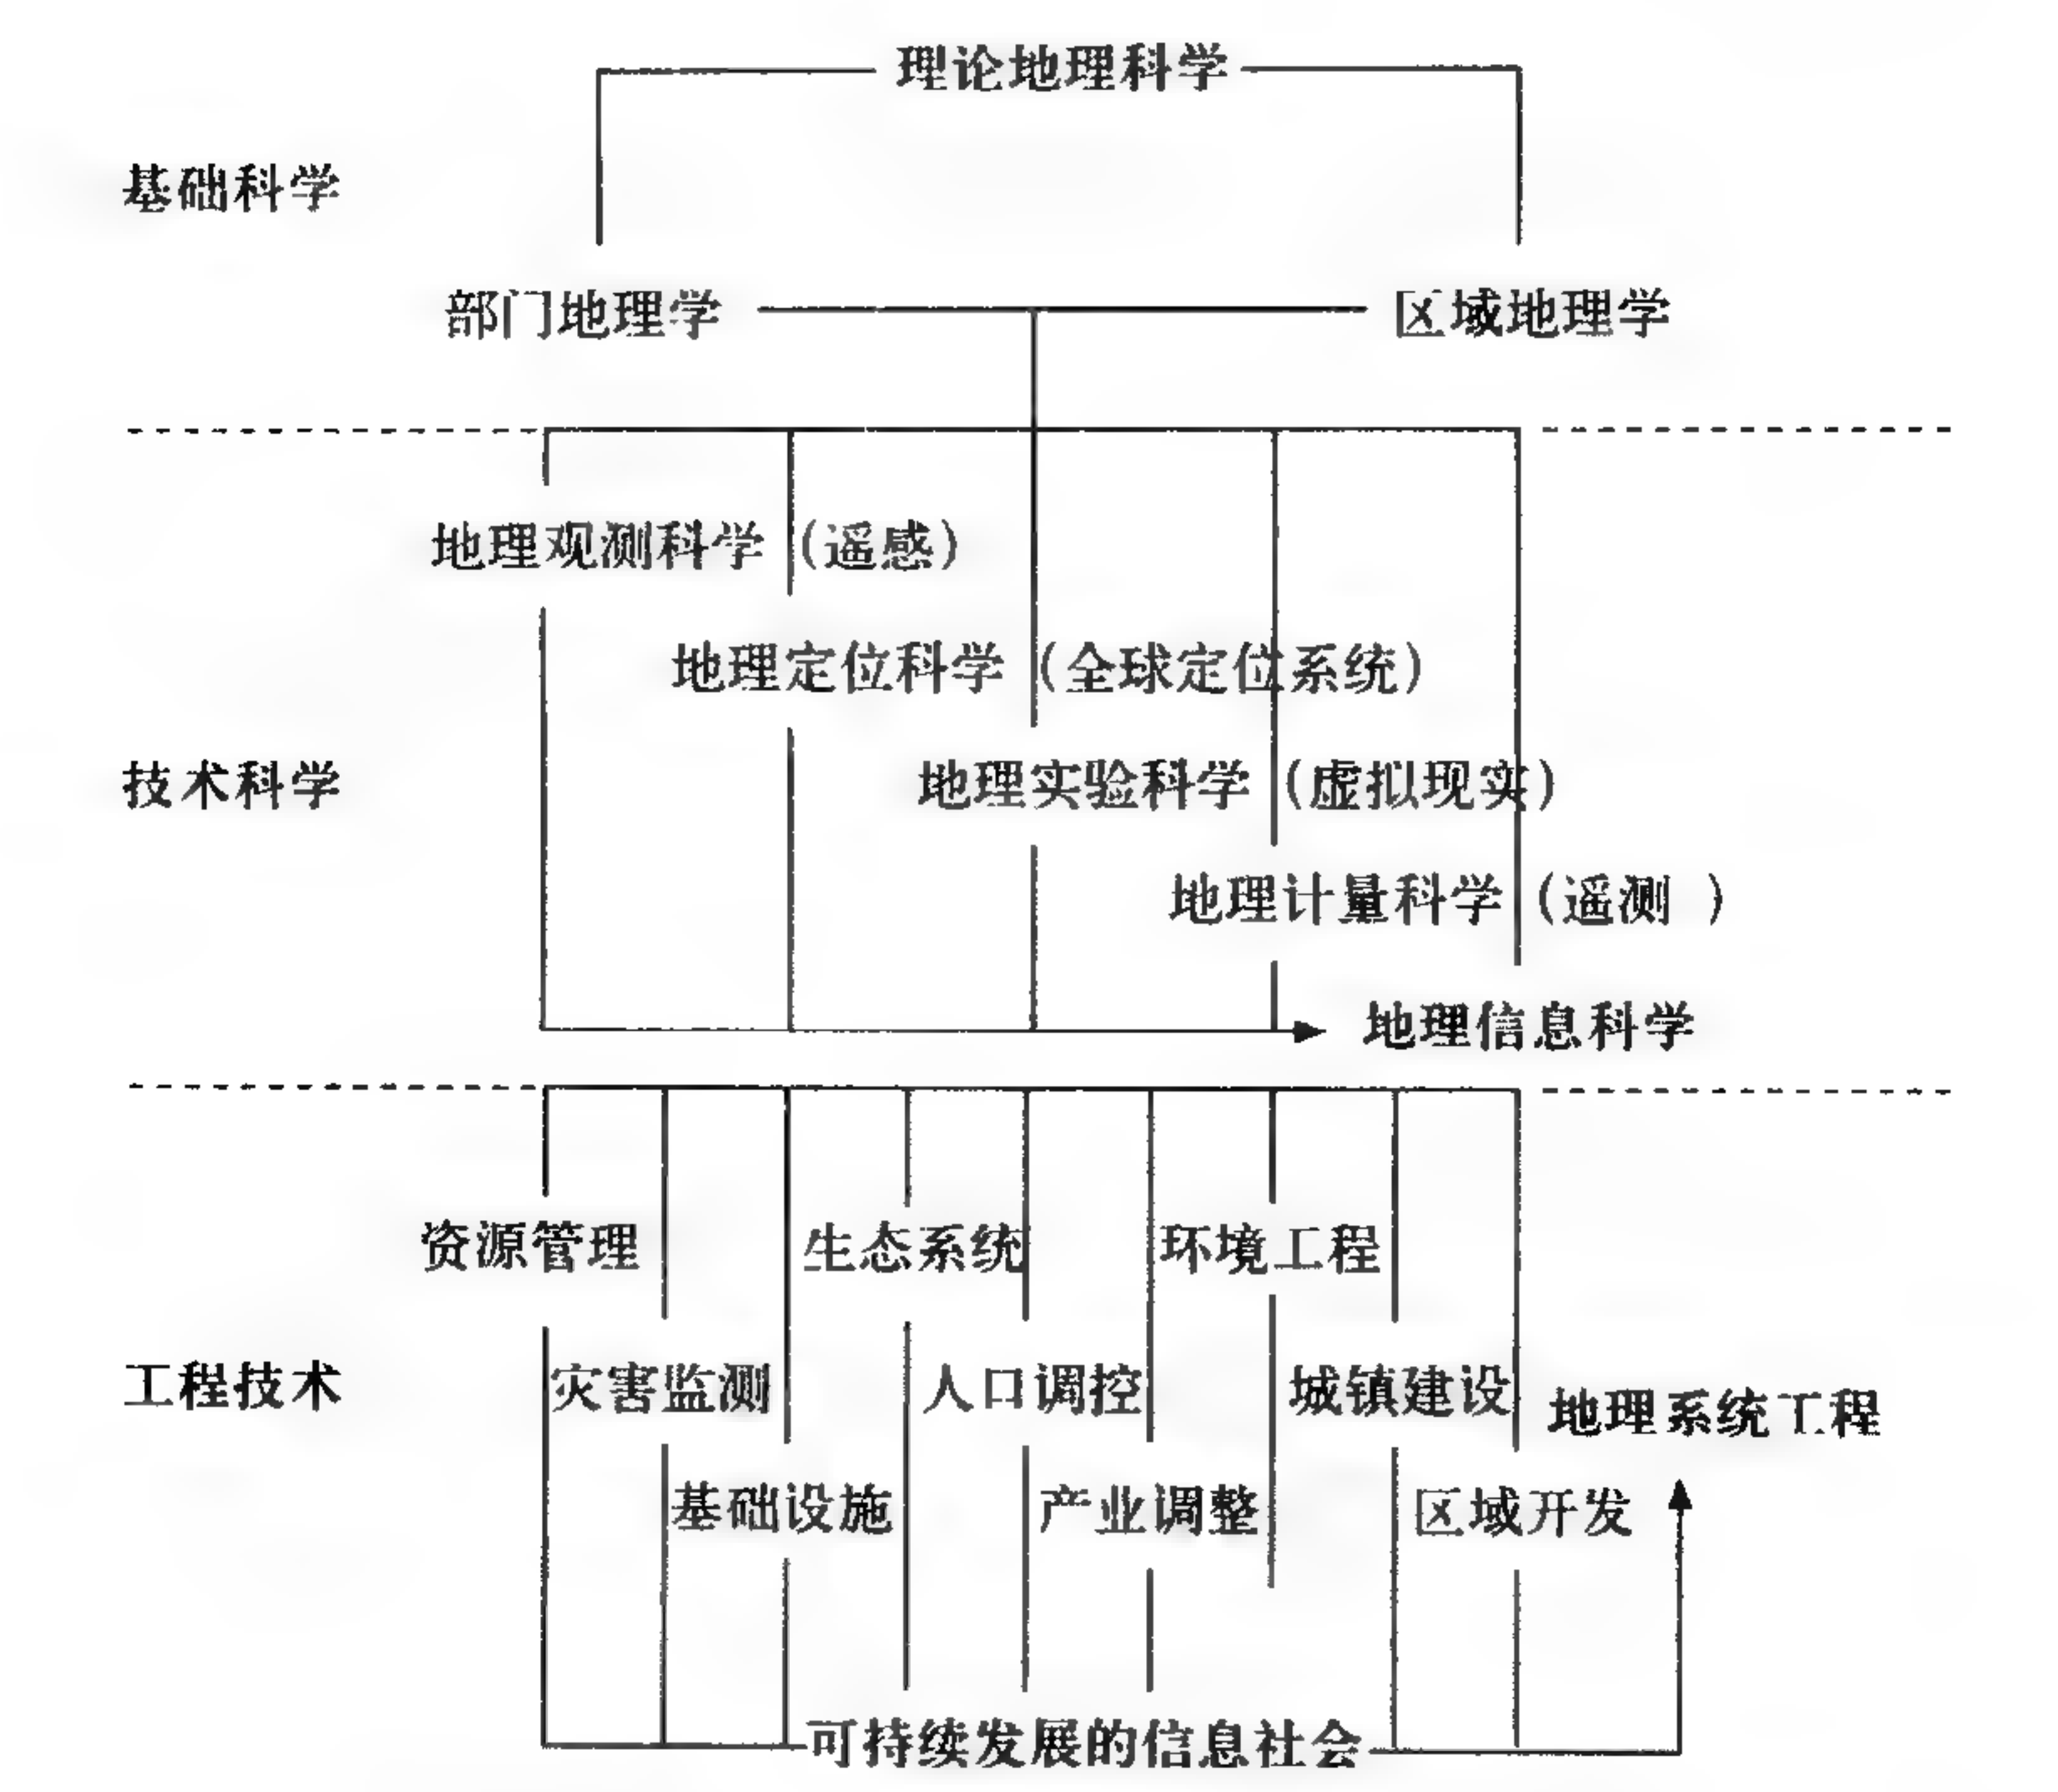 理论地理科学
基础科学
部门地理学
区域地理学
地理观测科学（遥感）
地理定位科学（全球定位系统）
技术科学
地理实验科学（虚拟现实）
地理计量科学（遥测 ）
地理信息科学
资源管理
生态系统
环境工程
工程技术
灾害监测
人口调控
城镇建设
地理系统工程
基础设施
产业调整
区域开发
可持续发展的信息社会